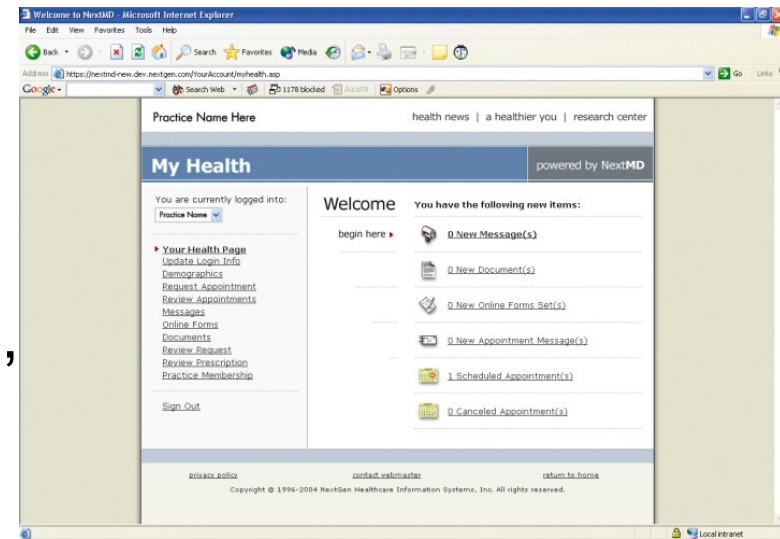 Welcome to NextMD - Microsoft Internet Explorer
File Edit View Favorites Tools Help
Back Search Favorites Media
Address https://nextmd-new.dev.nextgen.com/YourAccount/myhealth.asp Go Links
Google Search Web 1178 blocked AutoFill Options
Practice Name Here health news | a healthier you | research center
My Health powered by NextMD
You are currently logged into:
Practice Name
Your Health Page
Update Login Info
Demographics
Request Appointment
Review Appointments
Messages
Online Forms
Documents
Review Request
Review Prescription
Practice Membership
Sign Out
Welcome
begin here
You have the following new items:
0 New Message(s)
0 New Document(s)
0 New Online Forms Set(s)
0 New Appointment Message(s)
1 Scheduled Appointment(s)
0 Canceled Appointment(s)
,
privacy policy contact webmaster return to home
Copyright © 1996-2004 NextGen Healthcare Information Systems, Inc. All rights reserved.
Local intranet